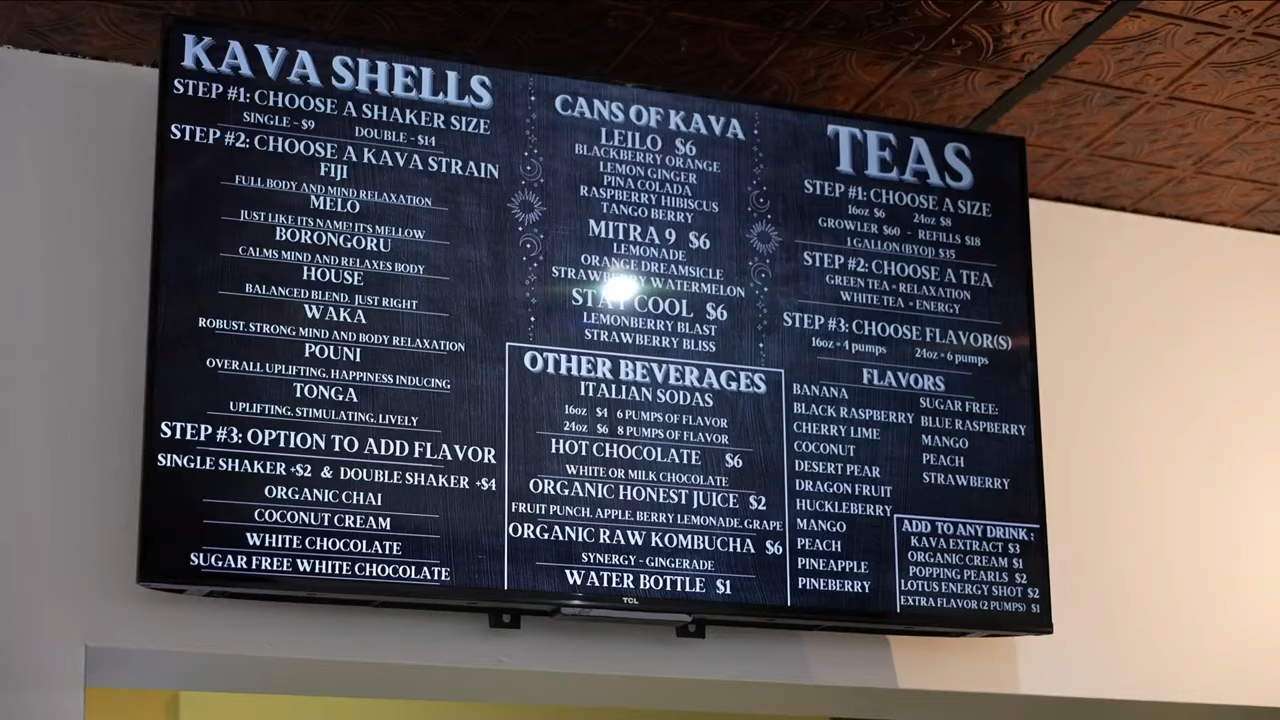 KAVA SHELLS
STEP #1: CHOOSE A SHAKER SIZE
SINGLE - $9 DOUBLE - $14
STEP #2: CHOOSE A KAVA STRAIN
FIJI
FULL BODY AND MIND RELAXATION
MELO
JUST LIKE ITS NAME! IT'S MELLOW
BORONGORU
CALMS MIND AND RELAXES BODY
HOUSE
BALANCED BLEND. JUST RIGHT
WAKA
ROBUST. STRONG MIND AND BODY RELAXATION
POUNI
OVERALL UPLIFTING. HAPPINESS INDUCING
TONGA
UPLIFTING. STIMULATING. LIVELY
STEP #3: OPTION TO ADD FLAVOR
SINGLE SHAKER +$2 & DOUBLE SHAKER +$4
ORGANIC CHAI
COCONUT CREAM
WHITE CHOCOLATE
SUGAR FREE WHITE CHOCOLATE
CANS OF KAVA
LEILO $6
BLACKBERRY ORANGE
LEMON GINGER
PINA COLADA
RASPBERRY HIBISCUS
TANGO BERRY
MITRA 9 $6
LEMONADE
ORANGE DREAMSICLE
STRAWBERRY WATERMELON
STAY COOL $6
LEMONBERRY BLAST
STRAWBERRY BLISS
OTHER BEVERAGES
ITALIAN SODAS
16oz $4 6 PUMPS OF FLAVOR
24oz $6 8 PUMPS OF FLAVOR
HOT CHOCOLATE $6
WHITE OR MILK CHOCOLATE
ORGANIC HONEST JUICE $2
FRUIT PUNCH, APPLE, BERRY LEMONADE, GRAPE
ORGANIC RAW KOMBUCHA $6
SYNERGY - GINGERADE
WATER BOTTLE $1
TEAS
STEP #1: CHOOSE A SIZE
16oz $6 24oz $8
GROWLER $60 - REFILLS $18
1 GALLON (BYOJ) $35
STEP #2: CHOOSE A TEA
GREEN TEA = RELAXATION
WHITE TEA = ENERGY
STEP #3: CHOOSE FLAVOR(S)
16oz = 4 pumps 24oz = 6 pumps
FLAVORS
BANANA
BLACK RASPBERRY
CHERRY LIME
COCONUT
DESERT PEAR
DRAGON FRUIT
HUCKLEBERRY
MANGO
PEACH
PINEAPPLE
PINEBERRY
SUGAR FREE:
BLUE RASPBERRY
MANGO
PEACH
STRAWBERRY
ADD TO ANY DRINK:
KAVA EXTRACT $3
ORGANIC CREAM $1
POPPING PEARLS $2
LOTUS ENERGY SHOT $2
EXTRA FLAVOR (2 PUMPS) $1
TCL